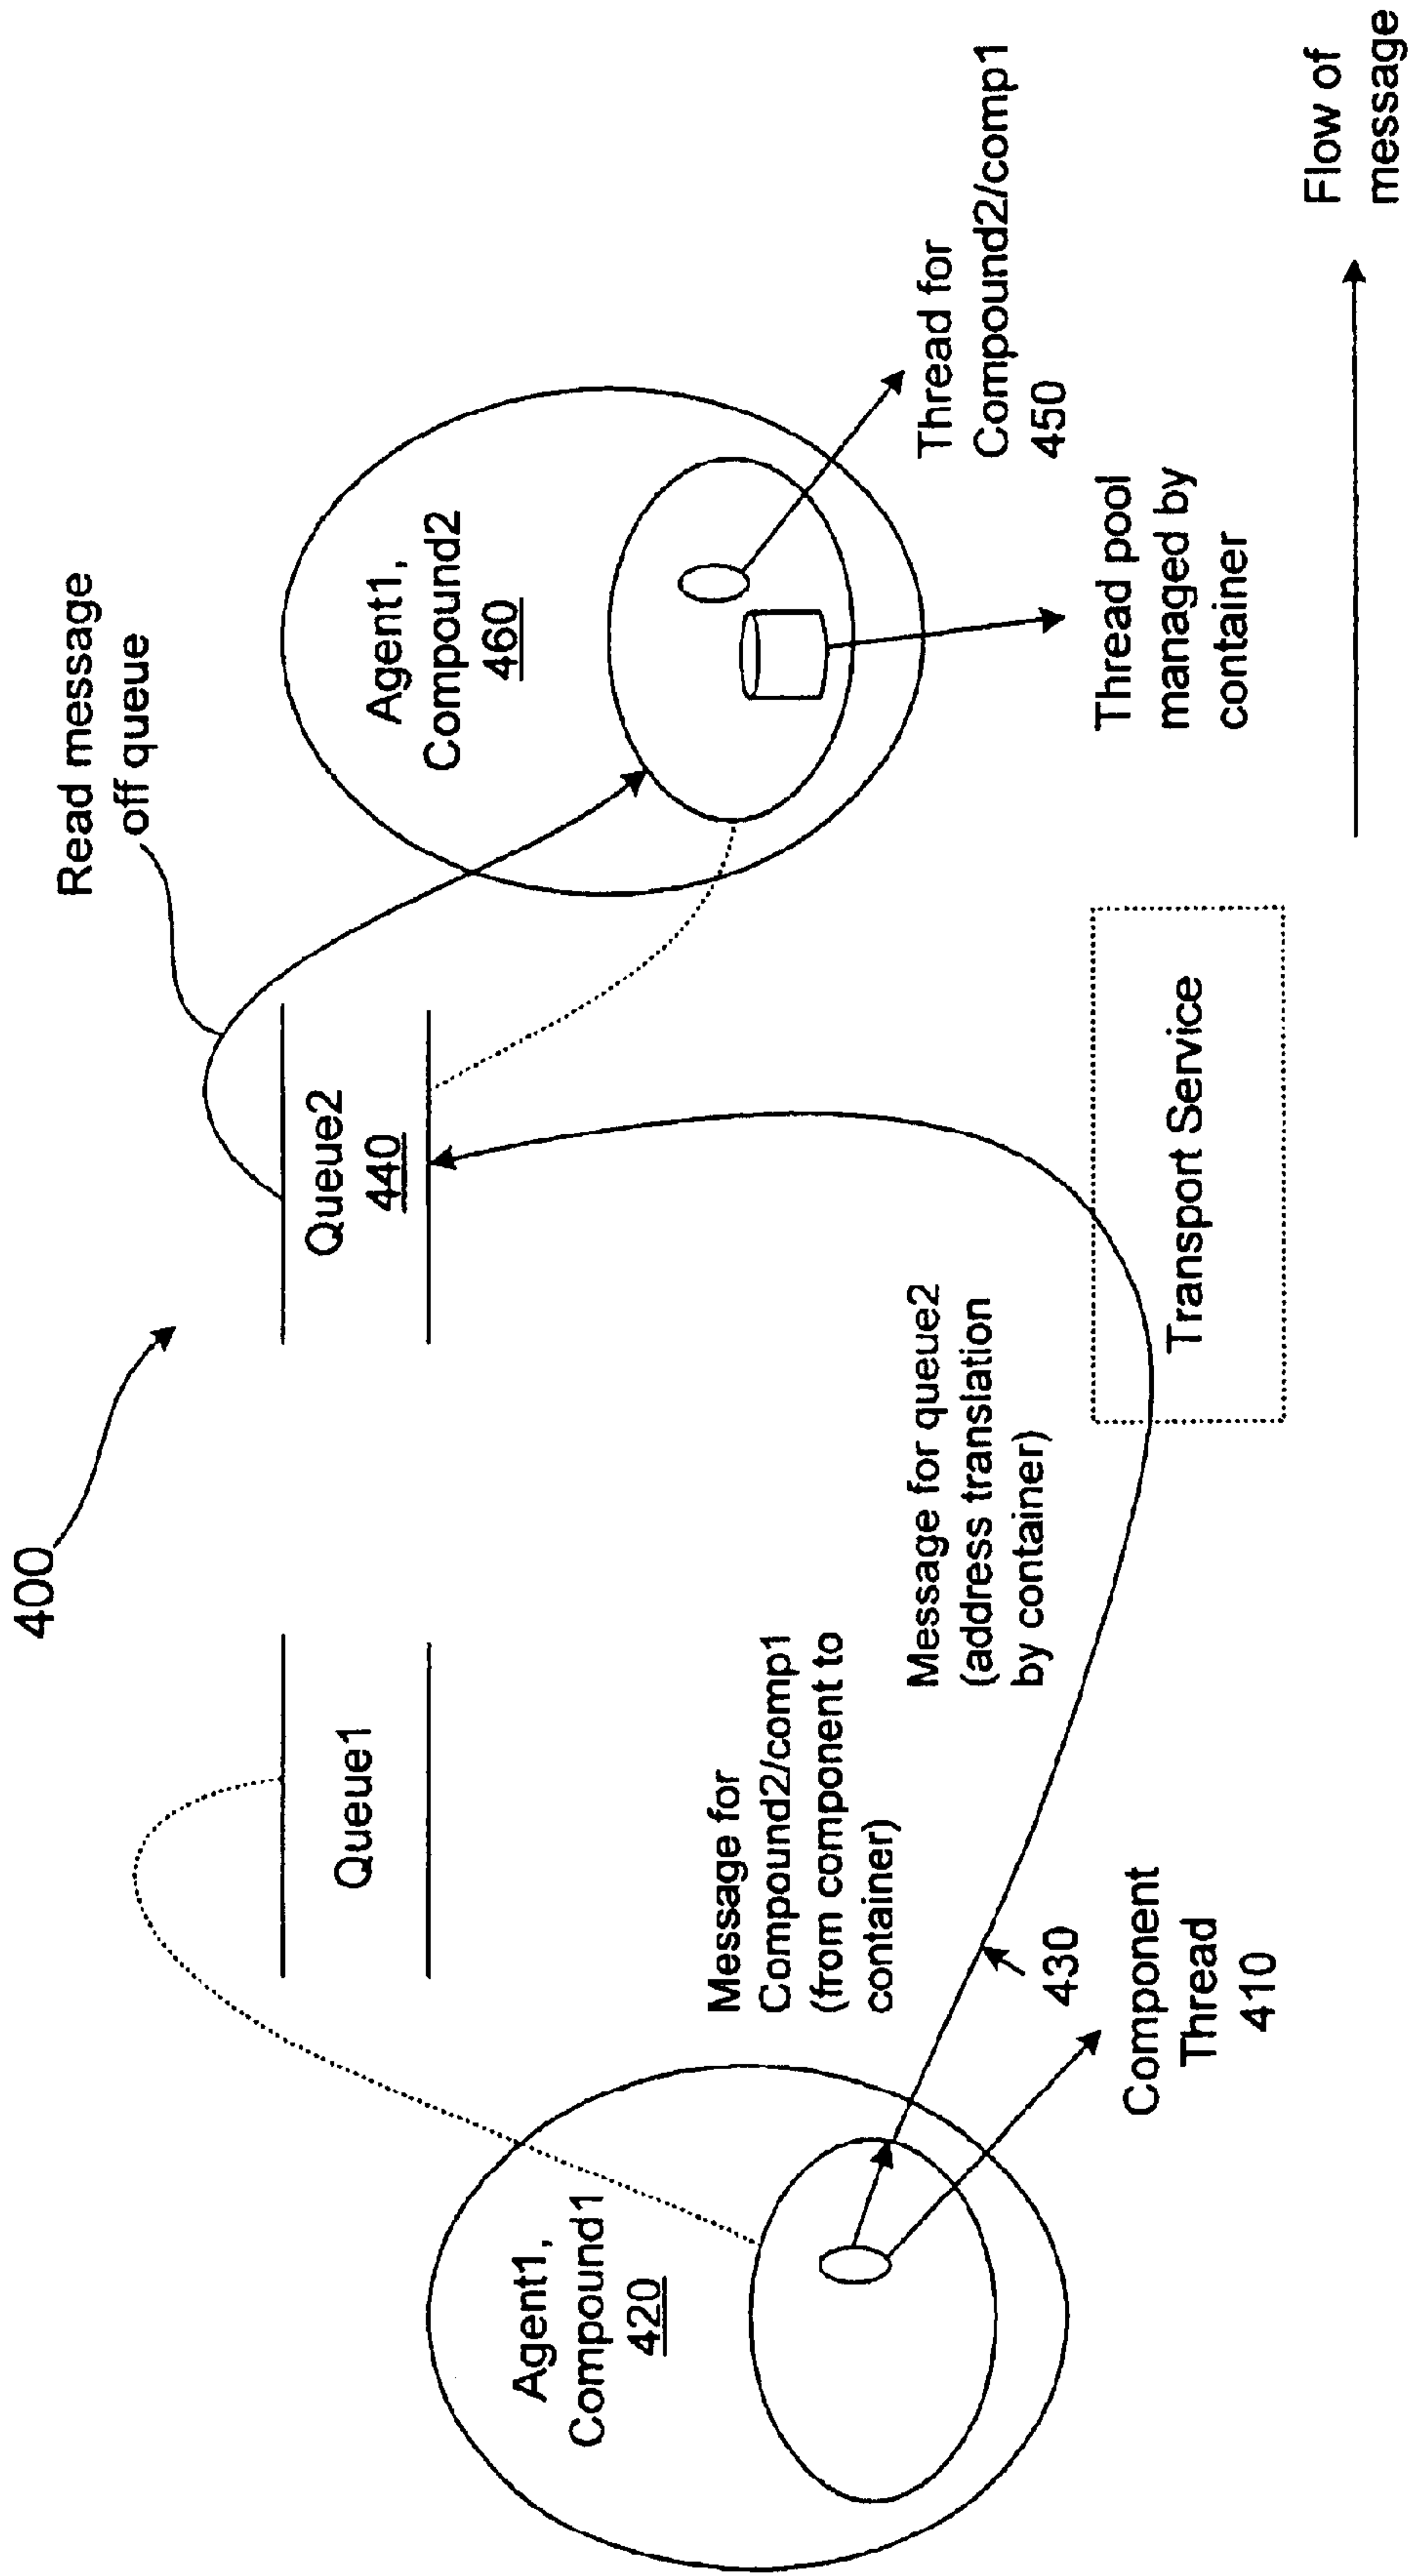 400
Queue1
Queue2
440
Read message
off queue
Agent1,
Compound1
420
Agent1,
Compound2
460
Message for
Compound2/comp1
(from component to
container)
Message for queue2
(address translation
by container)
430
Component
Thread
410
Transport Service
Thread for
Compound2/comp1
450
Thread pool
managed by
container
Flow of
message